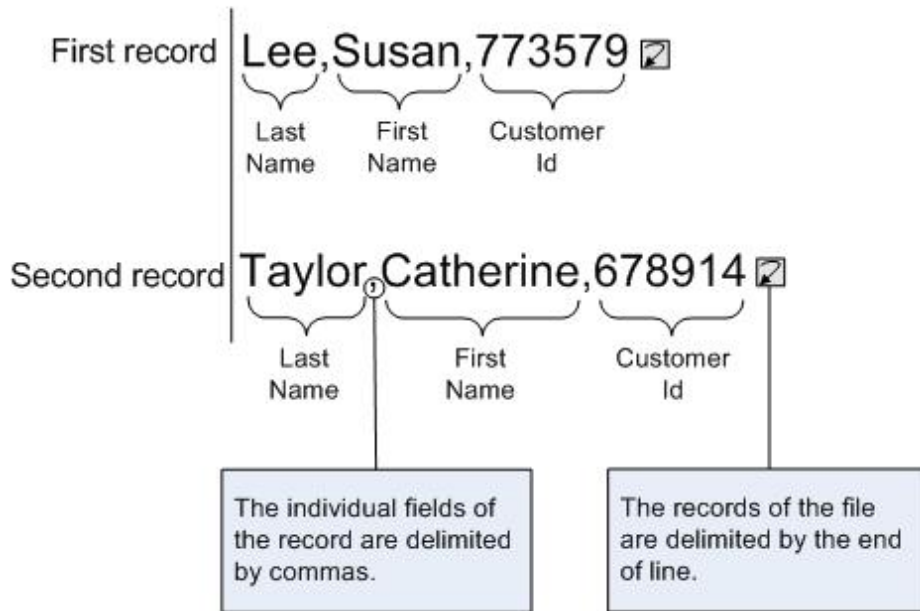 First record Lee,Susan,773579
Last Name
First Name
Customer Id
Second record Taylor,Catherine,678914
Last Name
First Name
Customer Id
The individual fields of
the record are delimited
by commas.
The records of the file
are delimited by the end
of line.